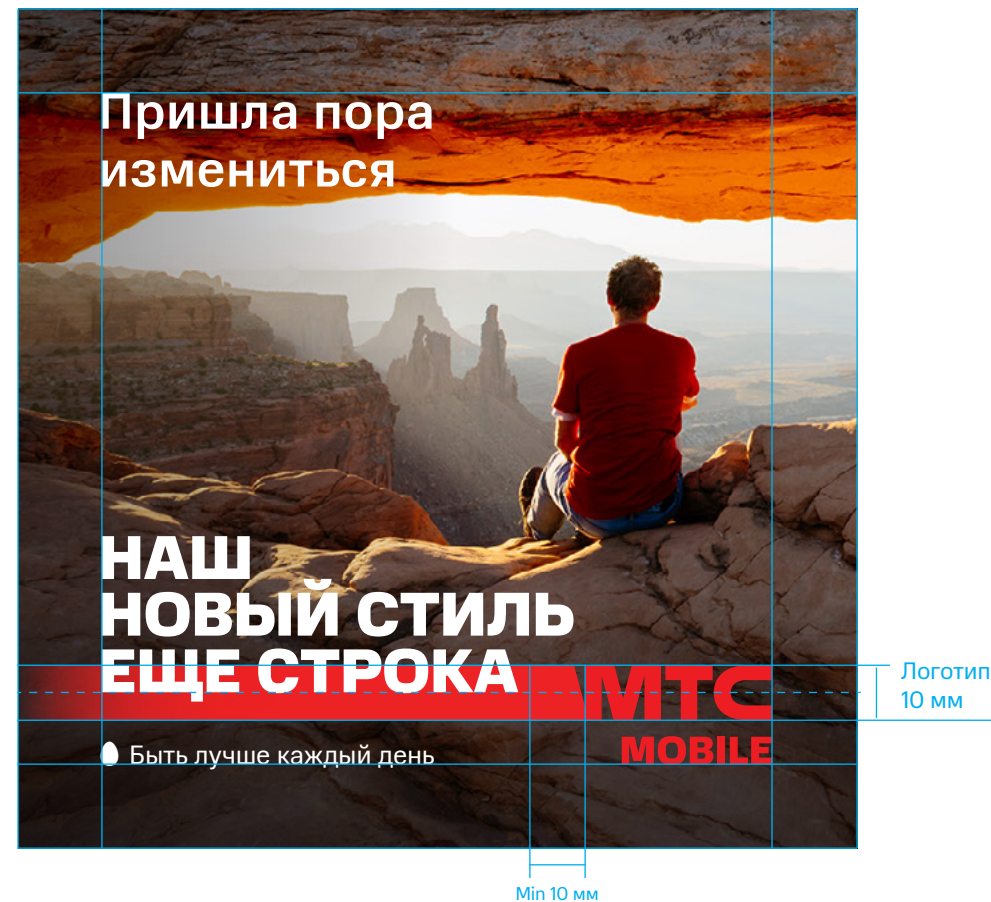 Пришла пора
измениться
НАШ
НОВЫЙ СТИЛЬ
ЕЩЕ СТРОКА
МТС
MOBILE
Быть лучше каждый день
Логотип
10 мм
Min 10 мм